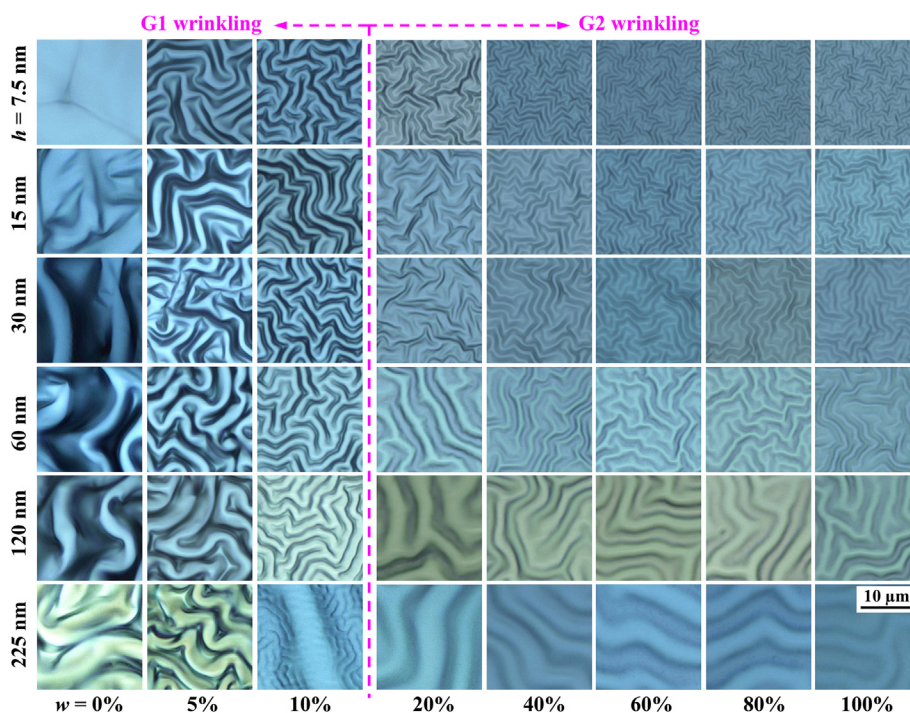 G1 wrinkling G2 wrinkling
h = 7.5 nm
15 nm
30 nm
60 nm
120 nm
225 nm
10 µm
w = 0% 5% 10% 20% 40% 60% 80% 100%